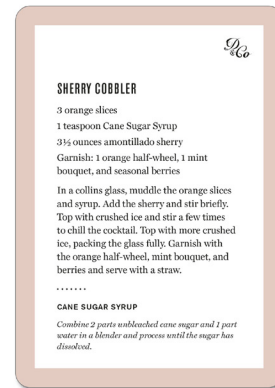 D
& Co
SHERRY COBBLER
3 orange slices
1 teaspoon Cane Sugar Syrup
3½ ounces amontillado sherry
Garnish: 1 orange half-wheel, 1 mint
bouquet, and seasonal berries
In a collins glass, muddle the orange slices
and syrup. Add the sherry and stir briefly.
Top with crushed ice and stir a few times
to chill the cocktail. Top with more crushed
ice, packing the glass fully. Garnish with
the orange half-wheel, mint bouquet, and
berries and serve with a straw.
.......
CANE SUGAR SYRUP
Combine 2 parts unbleached cane sugar and 1 part
water in a blender and process until the sugar has
dissolved.